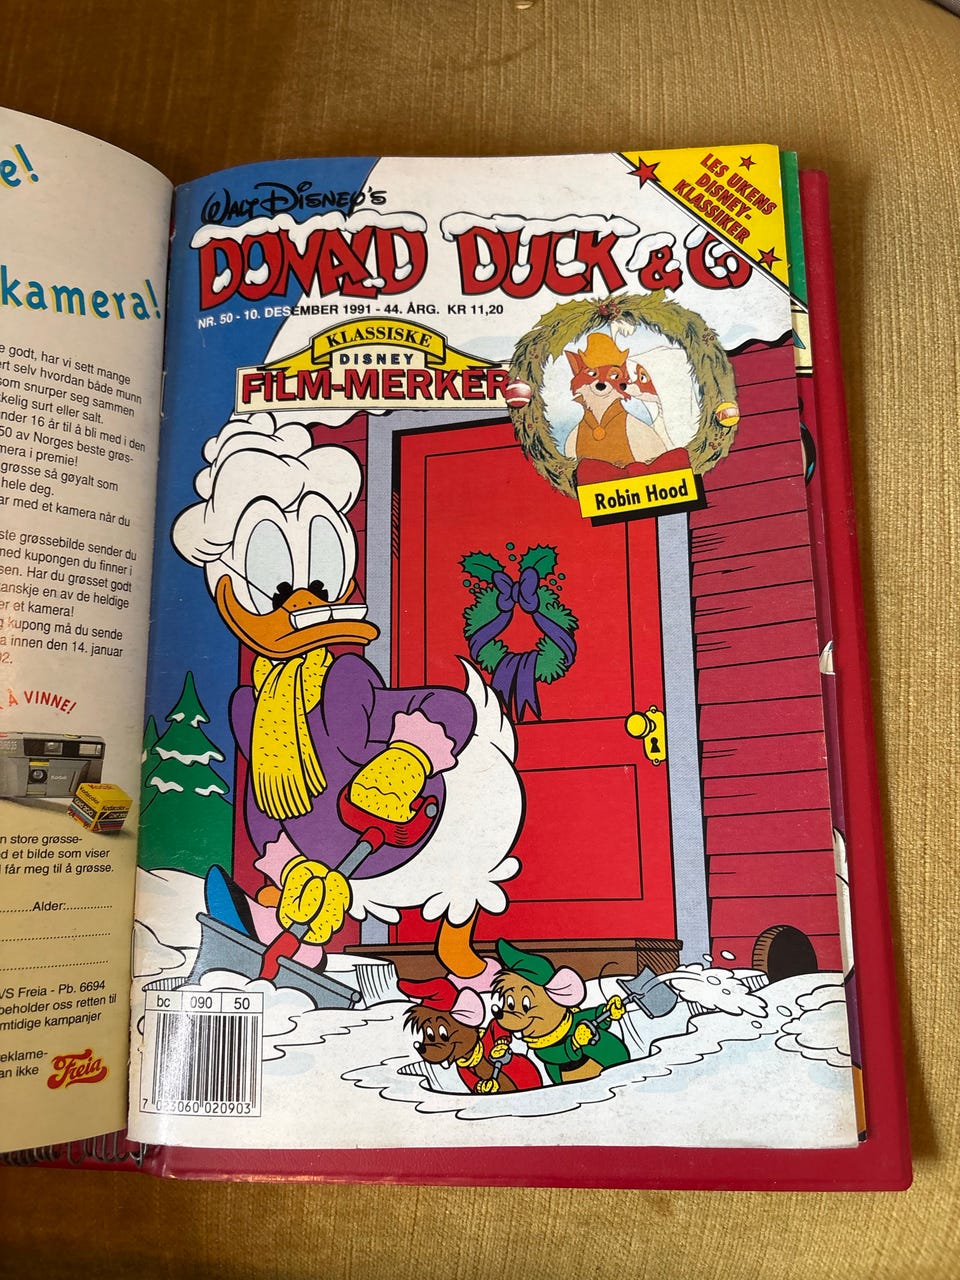 e!
kamera!
e godt, har vi sett mange
ert selv hvordan både munn
som snurper seg sammen
kkelig surt eller salt.
under 16 år til å bli med i den
50 av Norges beste grøs-
mera i premie!
grøsse så gøyalt som
hele deg.
ar med et kamera når du
ste grøssebilde sender du
med kupongen du finner i
sen. Har du grøsset godt
kanskje en av de heldige
er et kamera!
g kupong må du sende
a innen den 14. januar
92.
Å VINNE!
Kodak
n store grøsse-
d et bilde som viser
l får meg til å grøsse.
Alder:
VS Freia - Pb. 6694
beholder oss retten til
mtidige kampanjer
reklame-
an ikke
Freia
WALT DISNEY'S
DONALD DUCK & Co
NR. 50 - 10. DESEMBER 1991 - 44. ÅRG. KR 11,20
LES UKENS
DISNEY-
KLASSIKER
KLASSISKE
DISNEY
FILM-MERKER
Robin Hood
bc 090 50
7 023060 020903